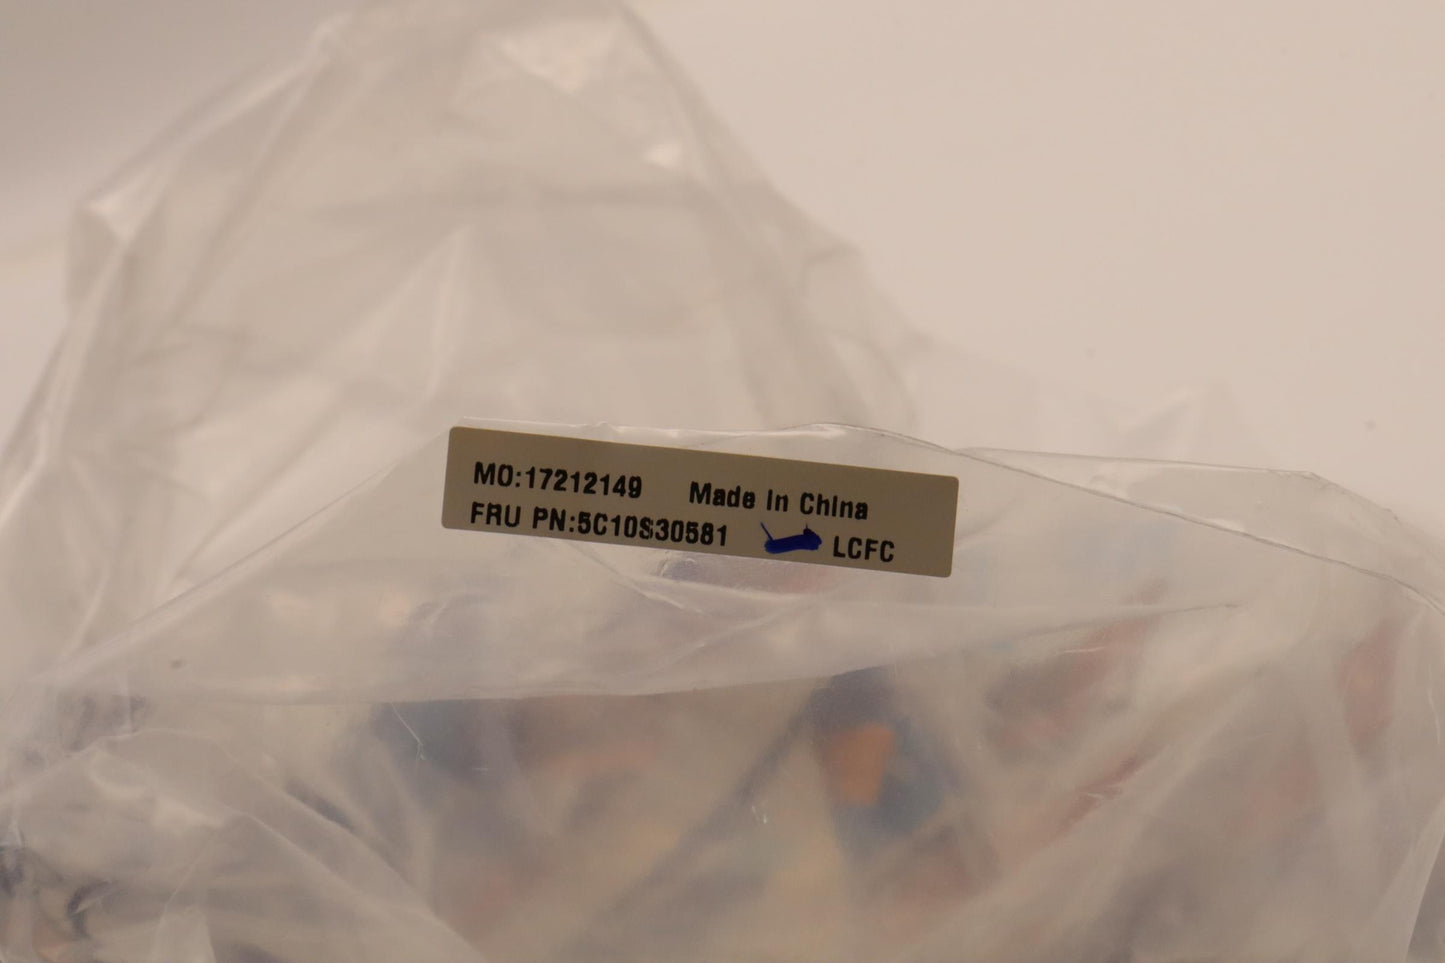 MO:17212149 Made In China
FRU PN:5C10S30581 LCFC